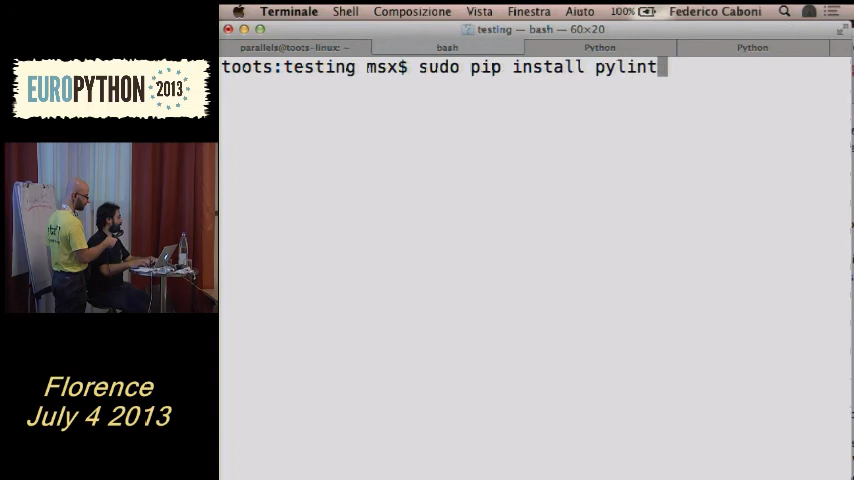 Terminale Shell Composizione Vista Finestra Aiuto 100% Federico Caboni
testing — bash — 60×20
parallels@toots-linux: ~ bash Python Python
toots:testing msx$ sudo pip install pylint
EUROPYTHON 2013
Florence
July 4 2013